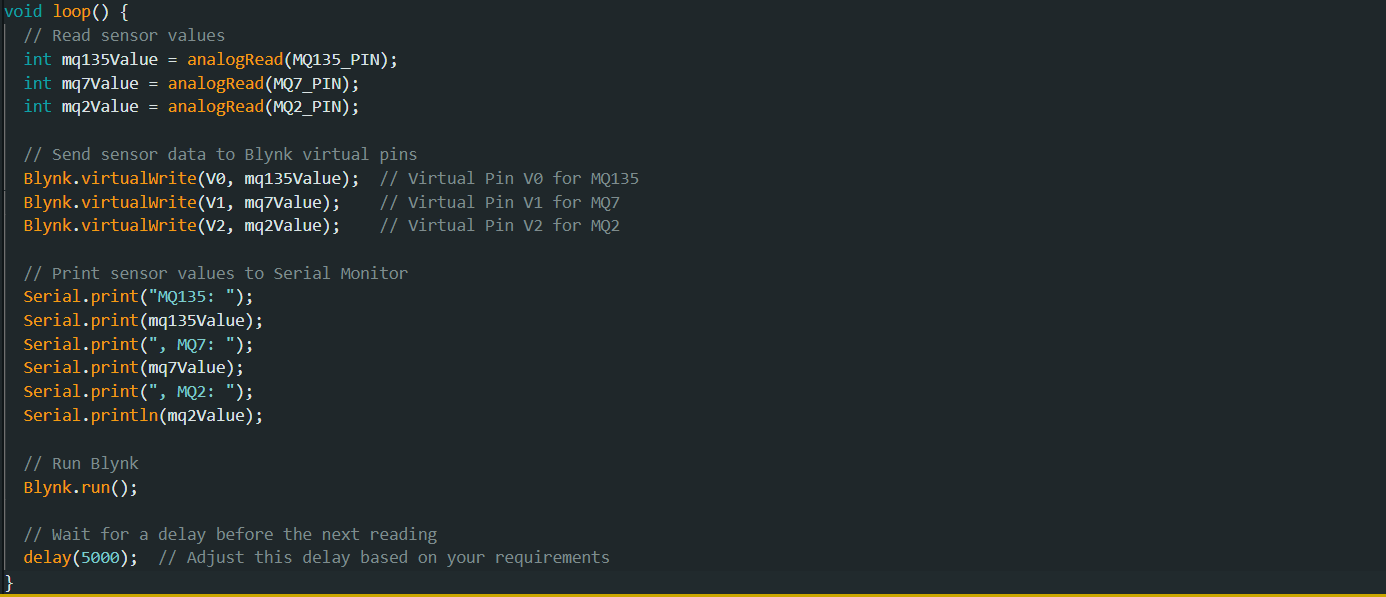 void loop() {
  // Read sensor values
  int mq135Value = analogRead(MQ135_PIN);
  int mq7Value = analogRead(MQ7_PIN);
  int mq2Value = analogRead(MQ2_PIN);

  // Send sensor data to Blynk virtual pins
  Blynk.virtualWrite(V0, mq135Value);  // Virtual Pin V0 for MQ135
  Blynk.virtualWrite(V1, mq7Value);    // Virtual Pin V1 for MQ7
  Blynk.virtualWrite(V2, mq2Value);    // Virtual Pin V2 for MQ2

  // Print sensor values to Serial Monitor
  Serial.print("MQ135: ");
  Serial.print(mq135Value);
  Serial.print(", MQ7: ");
  Serial.print(mq7Value);
  Serial.print(", MQ2: ");
  Serial.println(mq2Value);

  // Run Blynk
  Blynk.run();

  // Wait for a delay before the next reading
  delay(5000);  // Adjust this delay based on your requirements
}